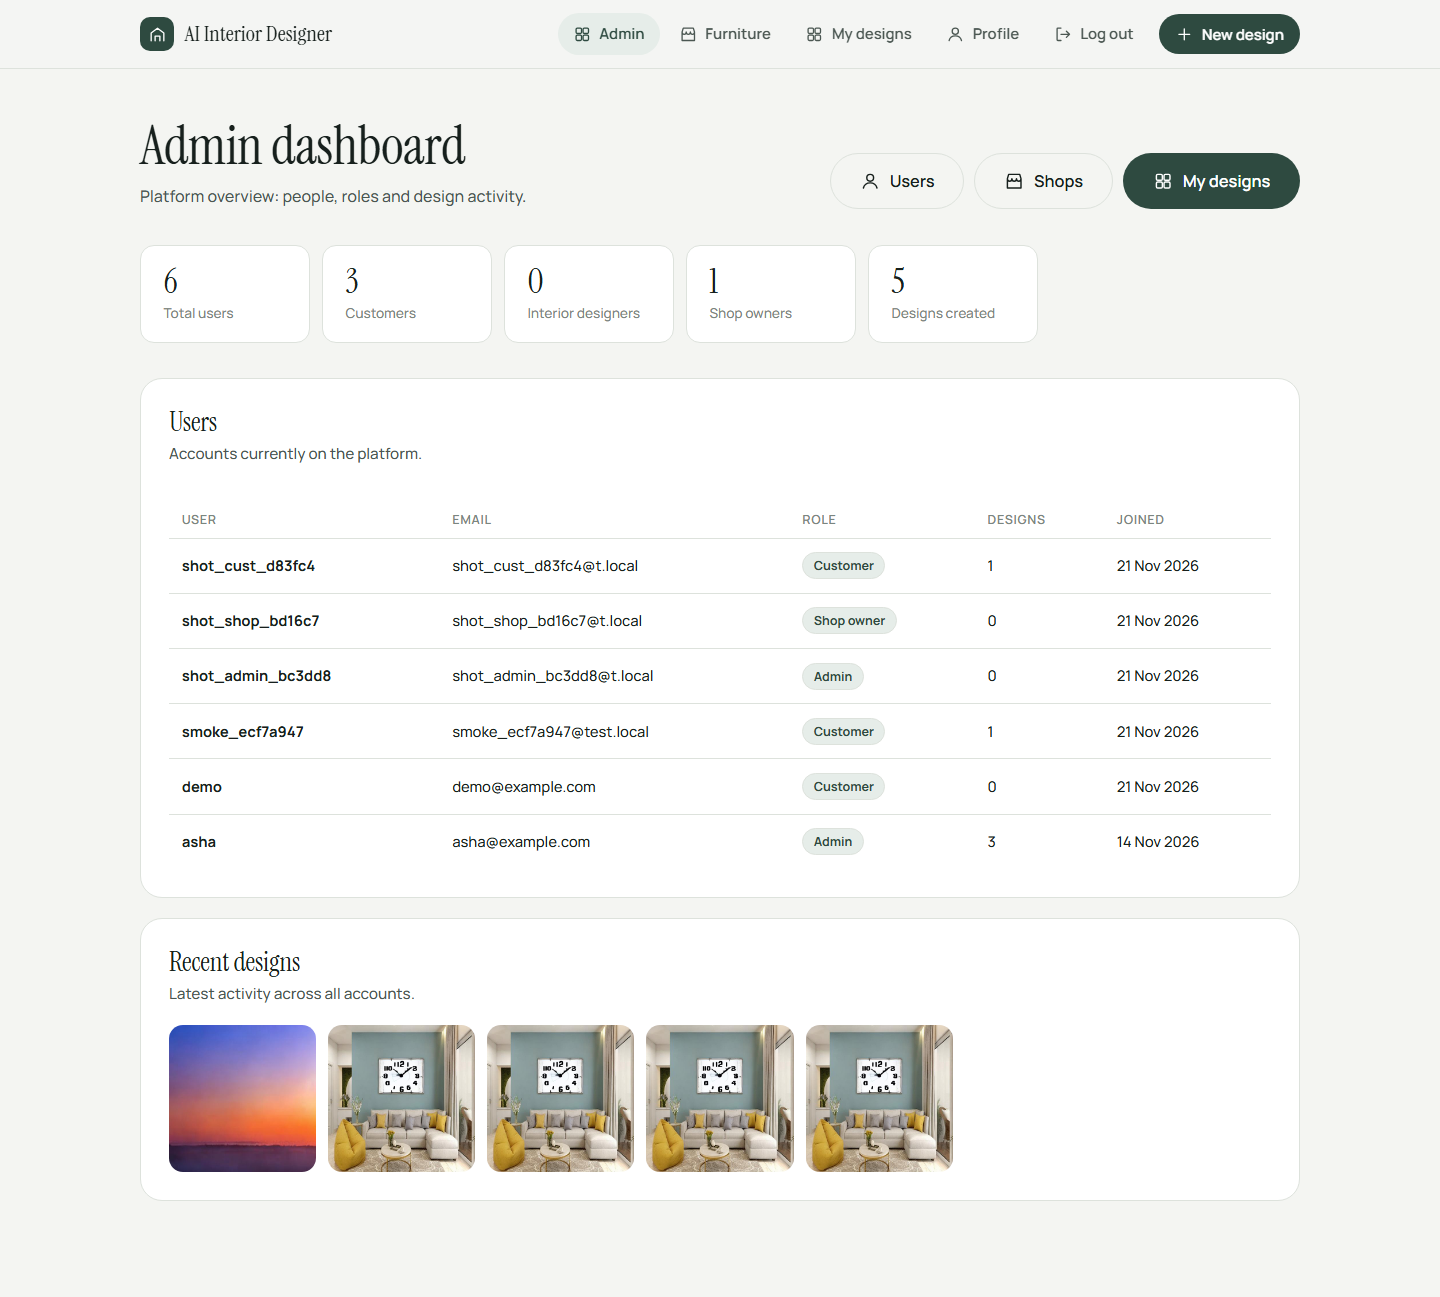 AI Interior Designer
Admin
Furniture
My designs
Profile
Log out
New design
Admin dashboard
Platform overview: people, roles and design activity.
Users
Shops
My designs
6
Total users
3
Customers
0
Interior designers
1
Shop owners
5
Designs created
Users
Accounts currently on the platform.
USER EMAIL ROLE DESIGNS JOINED
shot_cust_d83fc4 shot_cust_d83fc4@t.local Customer 1 21 Nov 2026
shot_shop_bd16c7 shot_shop_bd16c7@t.local Shop owner 0 21 Nov 2026
shot_admin_bc3dd8 shot_admin_bc3dd8@t.local Admin 0 21 Nov 2026
smoke_ecf7a947 smoke_ecf7a947@test.local Customer 1 21 Nov 2026
demo demo@example.com Customer 0 21 Nov 2026
asha asha@example.com Admin 3 14 Nov 2026
Recent designs
Latest activity across all accounts.